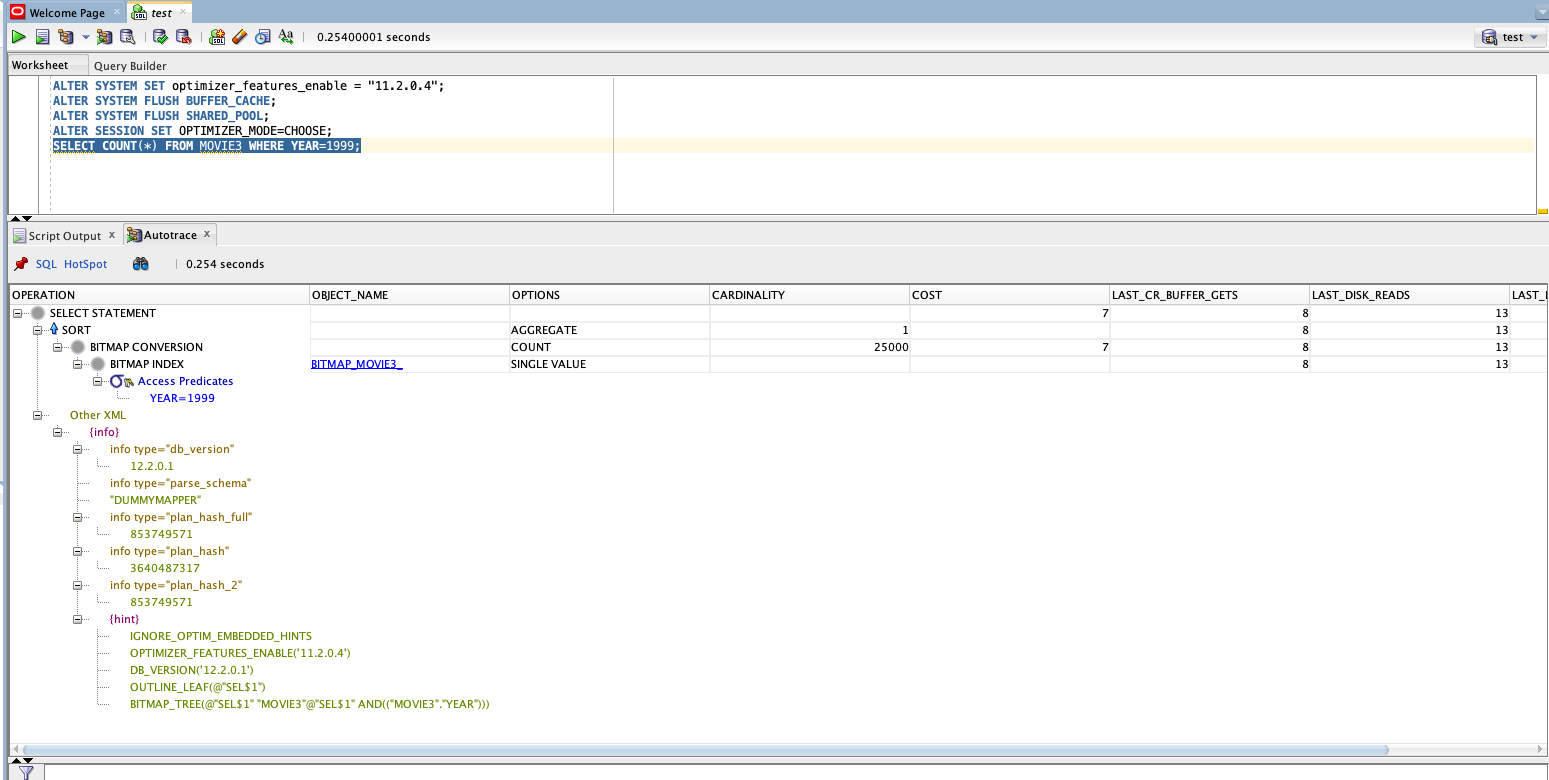 Welcome Page test
0.25400001 seconds test
Worksheet Query Builder
ALTER SYSTEM SET optimizer_features_enable = "11.2.0.4";
ALTER SYSTEM FLUSH BUFFER_CACHE;
ALTER SYSTEM FLUSH SHARED_POOL;
ALTER SESSION SET OPTIMIZER_MODE=CHOOSE;
SELECT COUNT(*) FROM MOVIE3 WHERE YEAR=1999;
Script Output x Autotrace x
SQL HotSpot 0.254 seconds
OPERATION OBJECT_NAME OPTIONS CARDINALITY COST LAST_CR_BUFFER_GETS LAST_DISK_READS
SELECT STATEMENT 7 8 13
SORT AGGREGATE 1 8 13
BITMAP CONVERSION COUNT 25000 7 8 13
BITMAP INDEX BITMAP_MOVIE3_ SINGLE VALUE 8 13
Access Predicates
YEAR=1999
Other XML
{info}
info type="db_version"
12.2.0.1
info type="parse_schema"
"DUMMYMAPPER"
info type="plan_hash_full"
853749571
info type="plan_hash"
3640487317
info type="plan_hash_2"
853749571
{hint}
IGNORE_OPTIM_EMBEDDED_HINTS
OPTIMIZER_FEATURES_ENABLE('11.2.0.4')
DB_VERSION('12.2.0.1')
OUTLINE_LEAF(@"SEL$1")
BITMAP_TREE(@"SEL$1" "MOVIE3"@"SEL$1" AND(("MOVIE3"."YEAR")))